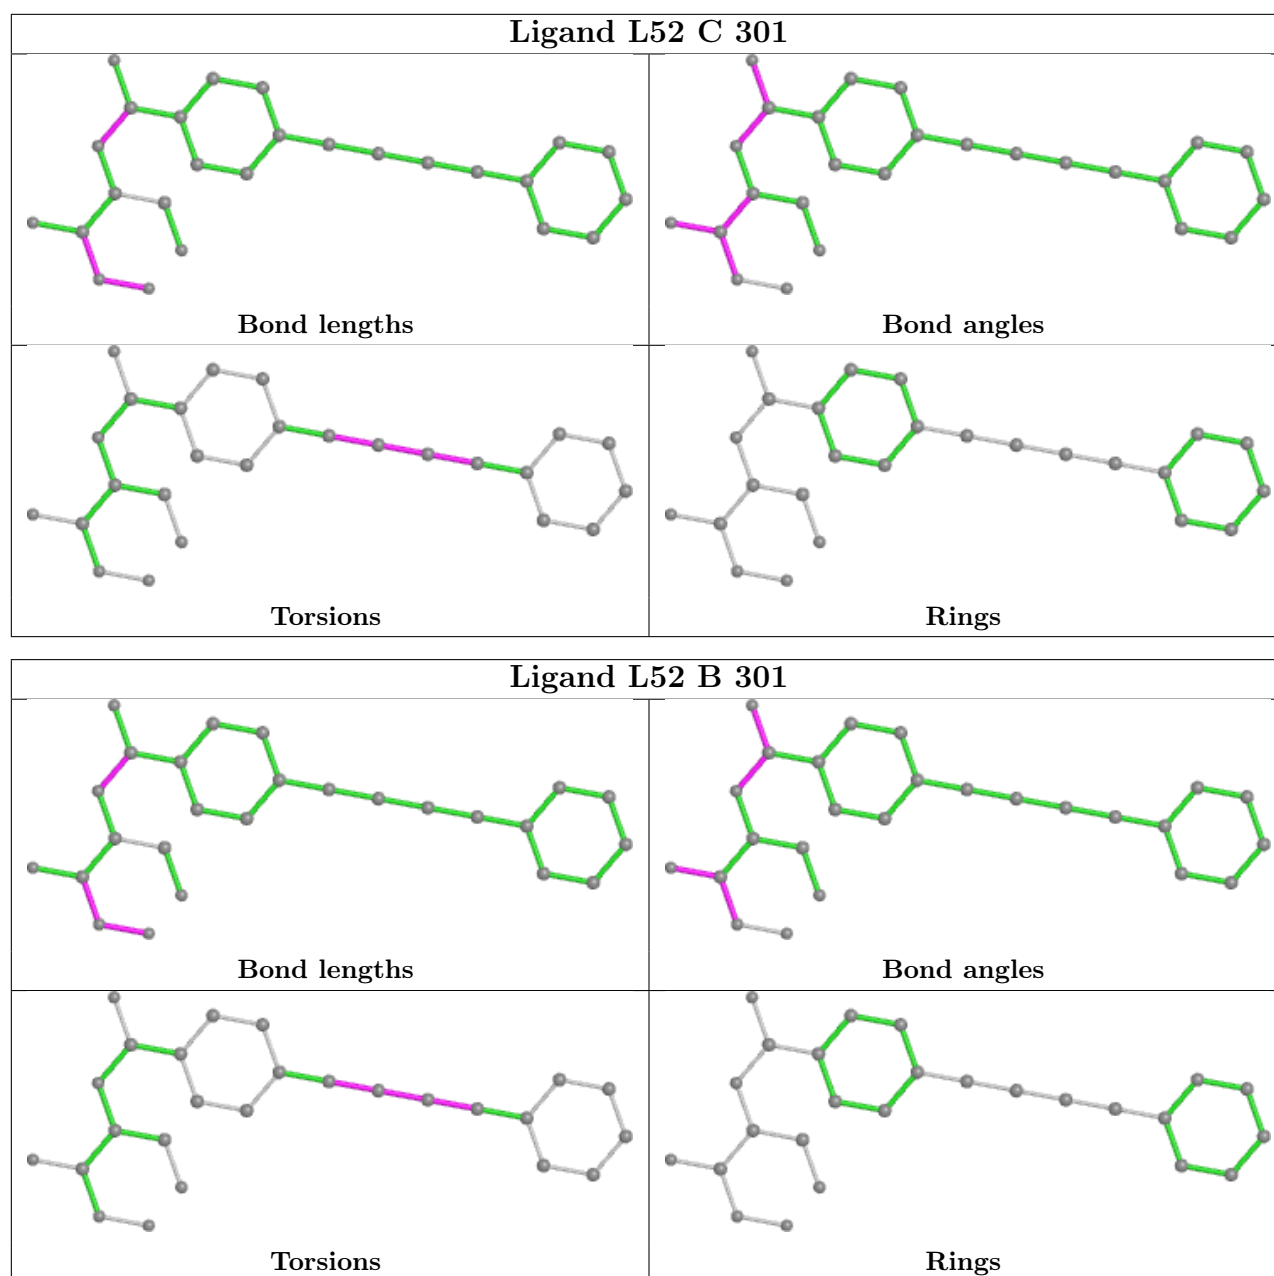 Ligand L52 C 301
Bond lengths
Bond angles
Torsions
Rings
Ligand L52 B 301
Bond lengths
Bond angles
Torsions
Rings